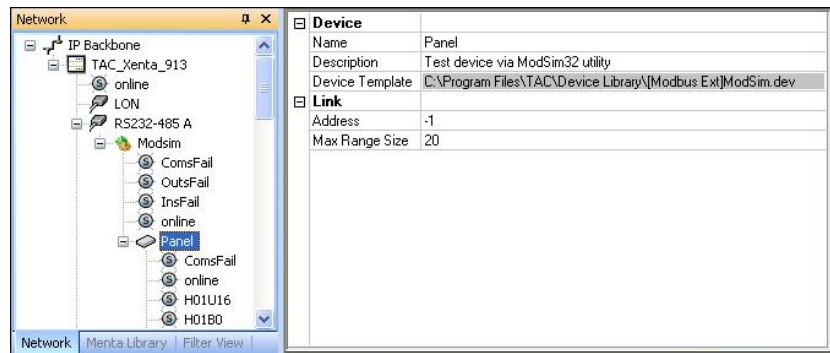 Network
IP Backbone
TAC_Xenta_913
online
LON
RS232-485 A
Modsim
ComsFail
OutsFail
InsFail
online
Panel
ComsFail
online
H01U16
H01B0
Network Menta Library Filter View
Device
Name Panel
Description Test device via ModSim32 utility
Device Template C:\Program Files\TAC\Device Library\[Modbus Ext]ModSim.dev
Link
Address -1
Max Range Size 20